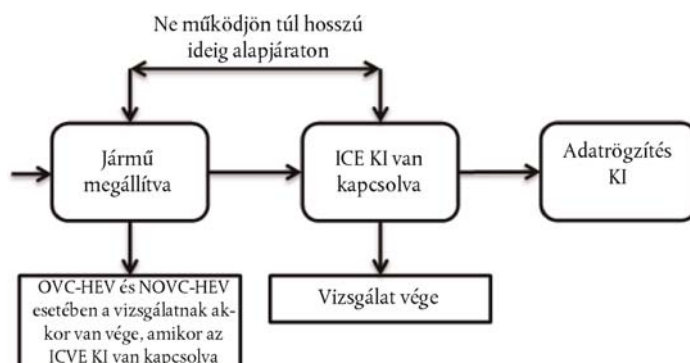 Ne működjön túl hosszú
ideig alapjáraton
Jármű
megállítva
ICE KI van
kapcsolva
Adatrögzítés
KI
OVC-HEV és NOVC-HEV
esetében a vizsgálatnak ak-
kor van vége, amikor az
ICVE KI van kapcsolva
Vizsgálat vége